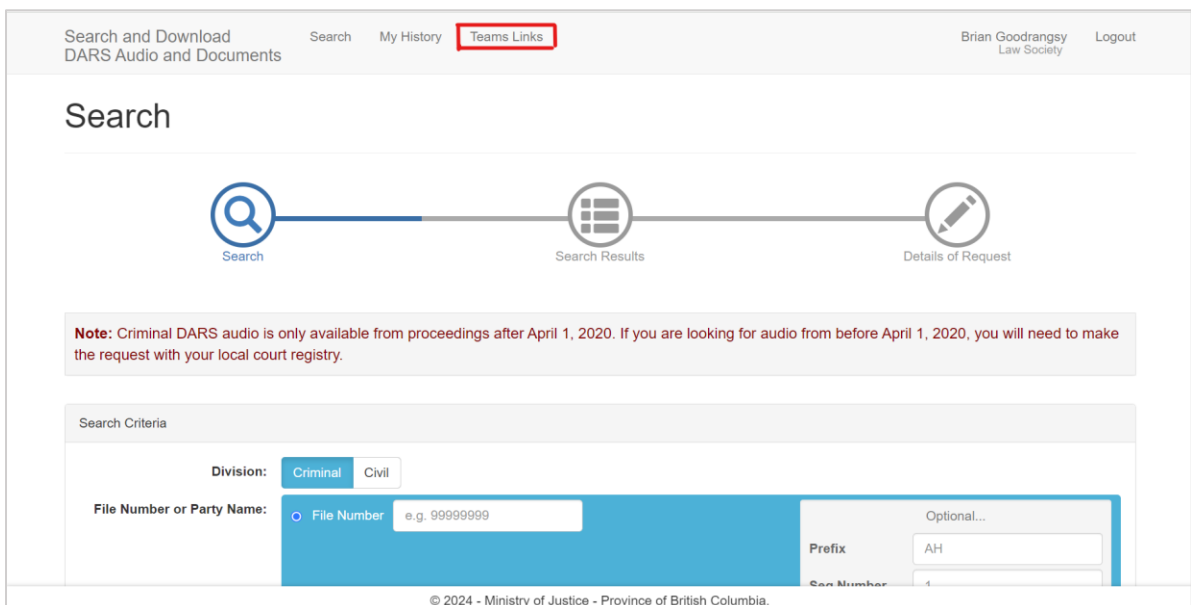 Search and Download
DARS Audio and Documents
Search My History Teams Links
Brian Goodrangsy
Law Society
Logout
Search
Search
Search Results
Details of Request
Note: Criminal DARS audio is only available from proceedings after April 1, 2020. If you are looking for audio from before April 1, 2020, you will need to make
the request with your local court registry.
Search Criteria
Division: Criminal Civil
File Number or Party Name: File Number e.g. 99999999
Optional...
Prefix AH
Seq Number 1
© 2024 - Ministry of Justice - Province of British Columbia.